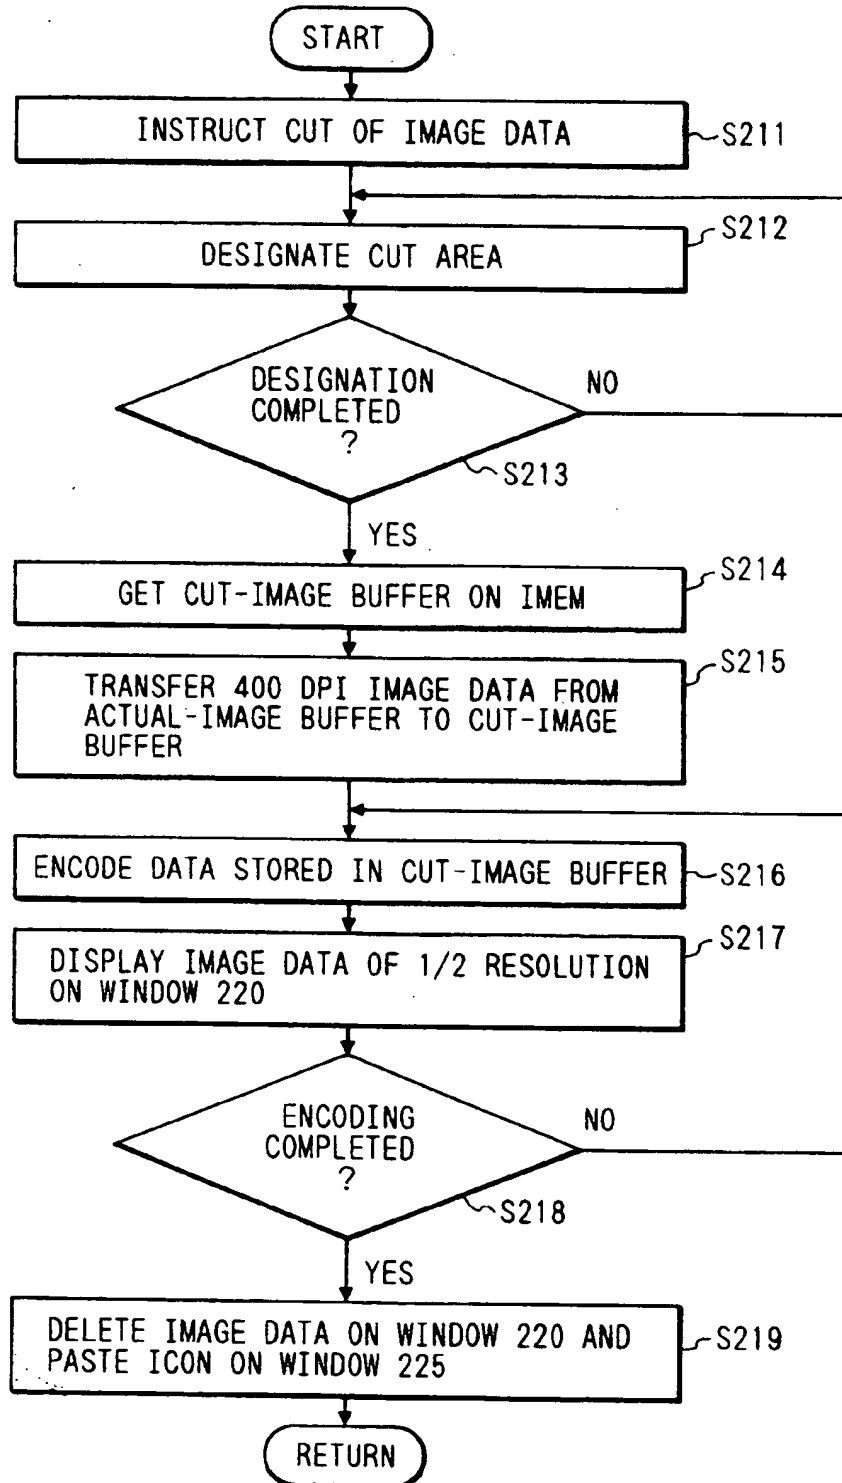 START
INSTRUCT CUT OF IMAGE DATA
S211
S212
DESIGNATE CUT AREA
DESIGNATION
COMPLETED
?
NO
S213
YES
S214
GET CUT-IMAGE BUFFER ON IMEM
S215
TRANSFER 400 DPI IMAGE DATA FROM
ACTUAL-IMAGE BUFFER TO CUT-IMAGE
BUFFER
ENCODE DATA STORED IN CUT-IMAGE BUFFER
S216
S217
DISPLAY IMAGE DATA OF 1/2 RESOLUTION
ON WINDOW 220
ENCODING
COMPLETED
?
NO
S218
YES
DELETE IMAGE DATA ON WINDOW 220 AND
PASTE ICON ON WINDOW 225
S219
RETURN